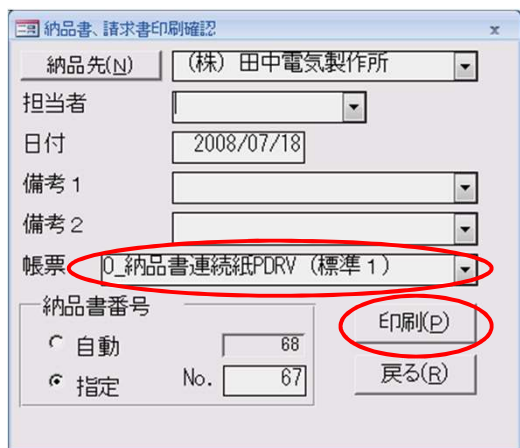 納品書、請求書印刷確認 x
納品先(N) (株) 田中電気製作所
担当者
日付 2008/07/18
備考1
備考2
帳票 0_納品書連続紙PDRV (標準1)
納品書番号
印刷(P)
自動 68
指定 No. 67
戻る(R)